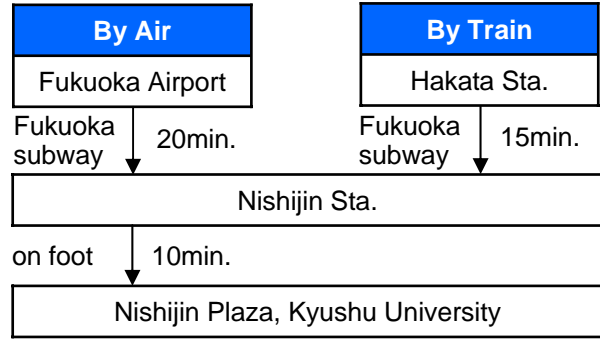 By Air
By Train
Fukuoka Airport
Hakata Sta.
Fukuoka
subway
20min.
Fukuoka
subway
15min.
Nishijin Sta.
on foot
10min.
Nishijin Plaza, Kyushu University